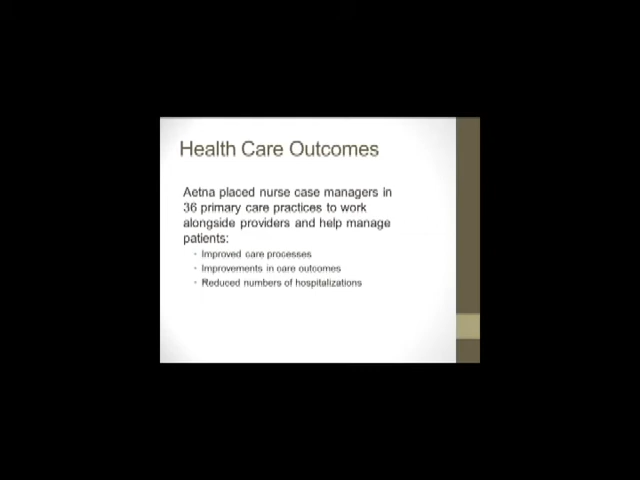 Health Care Outcomes
Aetna placed nurse case managers in
36 primary care practices to work
alongside providers and help manage
patients:
• Improved care processes
• Improvements in care outcomes
• Reduced numbers of hospitalizations